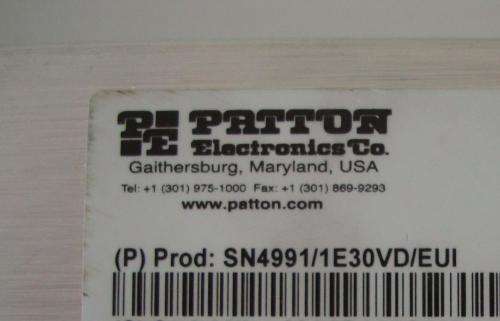 PE PATTON
Electronics Co.
Gaithersburg, Maryland, USA
Tel: +1 (301) 975-1000 Fax: +1 (301) 869-9293
www.patton.com
(P) Prod: SN4991/1E30VD/EUI